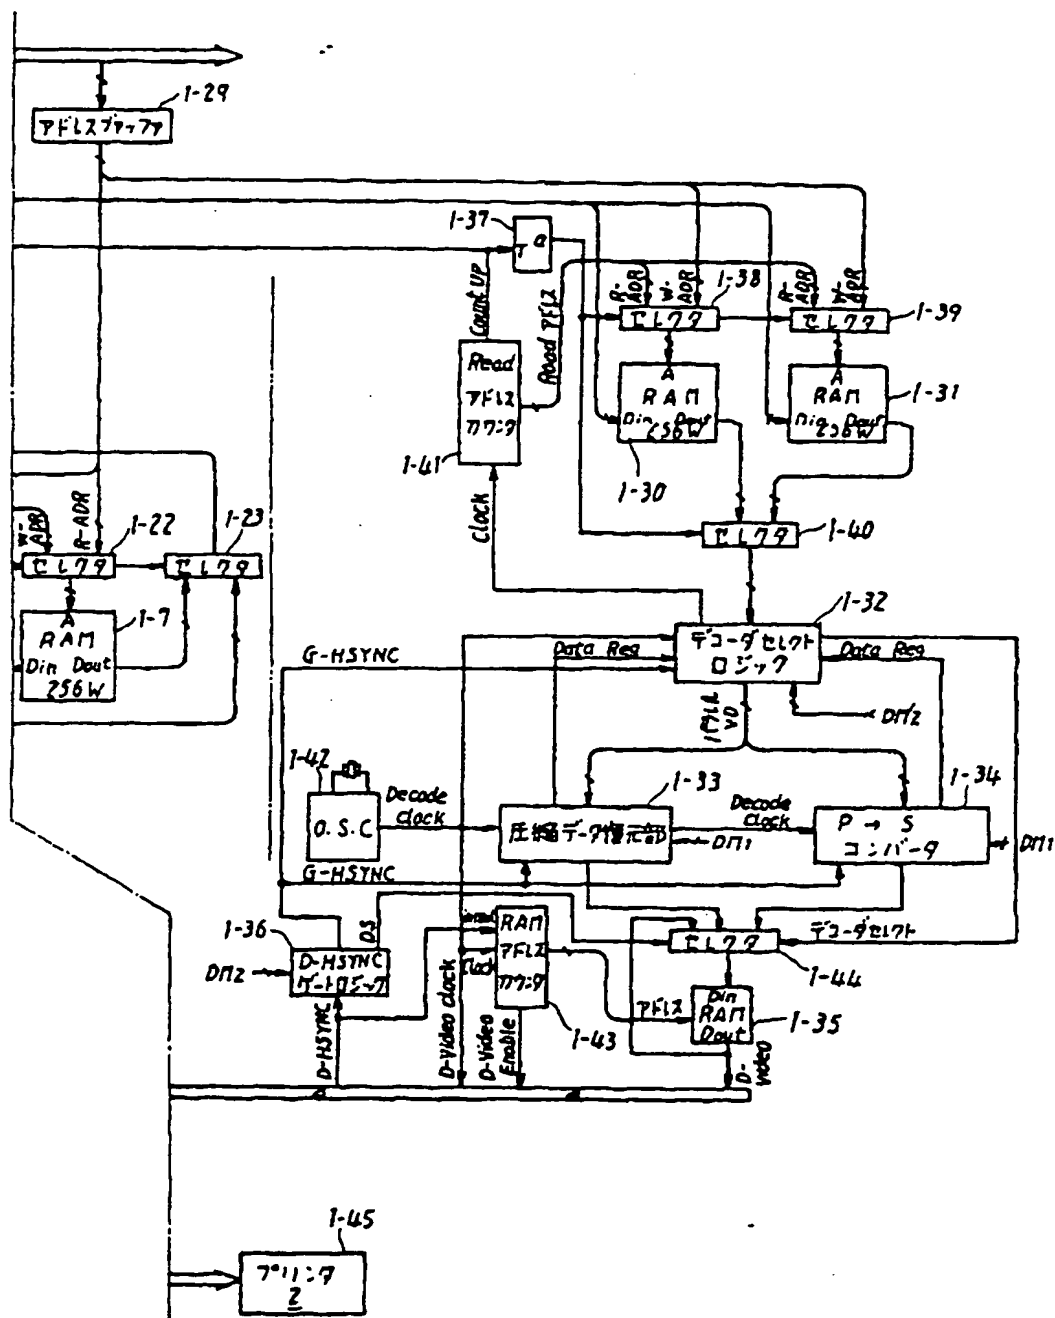 1-29
アドレスバッファ
1-37
T Q
Count UP
Read アドレス
R-ADR
W-ADR
1-38
セレクタ
R-ADR
W-ADR
1-39
セレクタ
Read
アドレス
カウンタ
1-41
A
RAM
Din Dout
256W
1-30
A
RAM
Din Dout
256W
1-31
Clock
セレクタ
1-40
W-ADR
R-ADR
1-22
セレクタ
1-23
セレクタ
A
RAM
Din Dout
256W
1-7
1-32
デコーダセレクト
ロジック
Data Req
Data Req
G-HSYNC
DM2
VD
1-42
O.S.C
Decode
Clock
1-33
圧縮データ復元部
DM1
Decode
Clock
1-34
P → S
コンバータ
DM1
G-HSYNC
DS
1-36
D-HSYNC
ゲートロジック
DM2
RAM
アドレス
カウンタ
Clock
1-43
セレクタ
デコーダセレクト
1-44
アドレス
Din
RAM
Dout
1-35
D-HSYNC
D-Video Clock
D-Video
Enable
D-
video
1-45
プリンタ
2